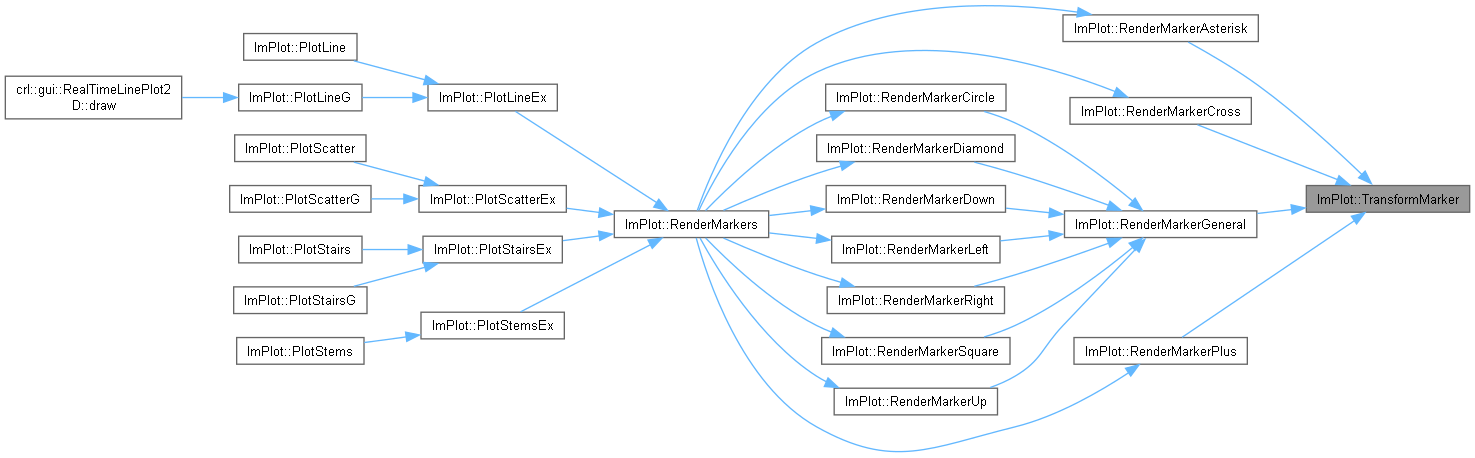 crl::gui::RealTimeLinePlot2
D::draw
ImPlot::PlotLine
ImPlot::PlotLineG
ImPlot::PlotScatter
ImPlot::PlotScatterG
ImPlot::PlotStairs
ImPlot::PlotStairsG
ImPlot::PlotStems
ImPlot::PlotLineEx
ImPlot::PlotScatterEx
ImPlot::PlotStairsEx
ImPlot::PlotStemsEx
ImPlot::RenderMarkers
ImPlot::RenderMarkerCircle
ImPlot::RenderMarkerDiamond
ImPlot::RenderMarkerDown
ImPlot::RenderMarkerLeft
ImPlot::RenderMarkerRight
ImPlot::RenderMarkerSquare
ImPlot::RenderMarkerUp
ImPlot::RenderMarkerAsterisk
ImPlot::RenderMarkerCross
ImPlot::RenderMarkerGeneral
ImPlot::RenderMarkerPlus
ImPlot::TransformMarker